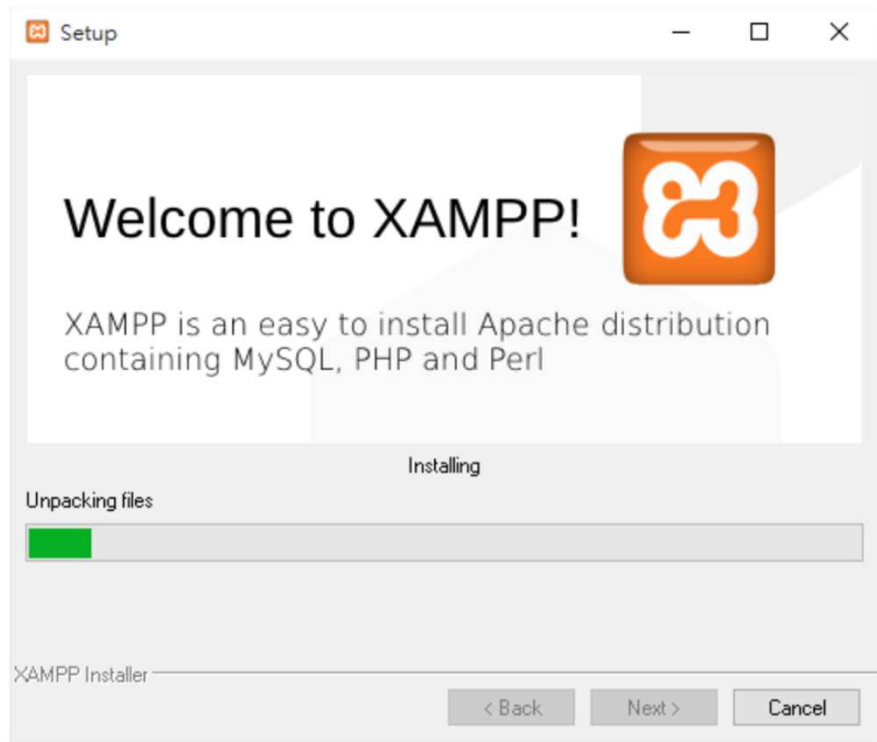 Setup
Welcome to XAMPP!
XAMPP is an easy to install Apache distribution
containing MySQL, PHP and Perl
Installing
Unpacking files
XAMPP Installer
< Back
Next >
Cancel